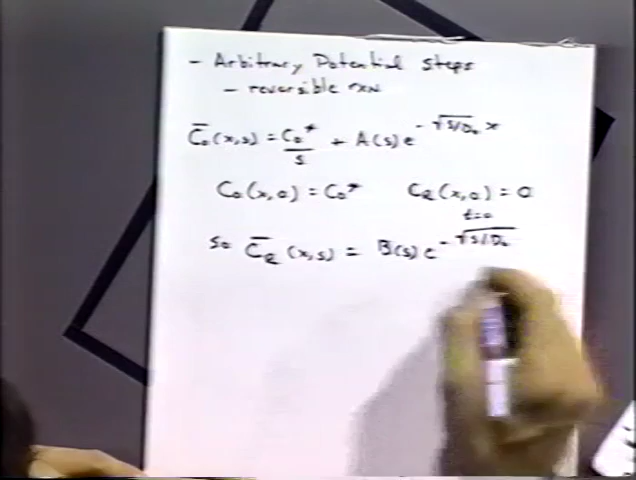 - Arbitrary Potential steps
- reversible rxn
C̄o(x,s) = Co*/s + A(s)e^-√(s/Do) x
Co(x,0) = Co* CR(x,0) = 0
t=0
so C̄R(x,s) = B(s)e^-√(s/Do)